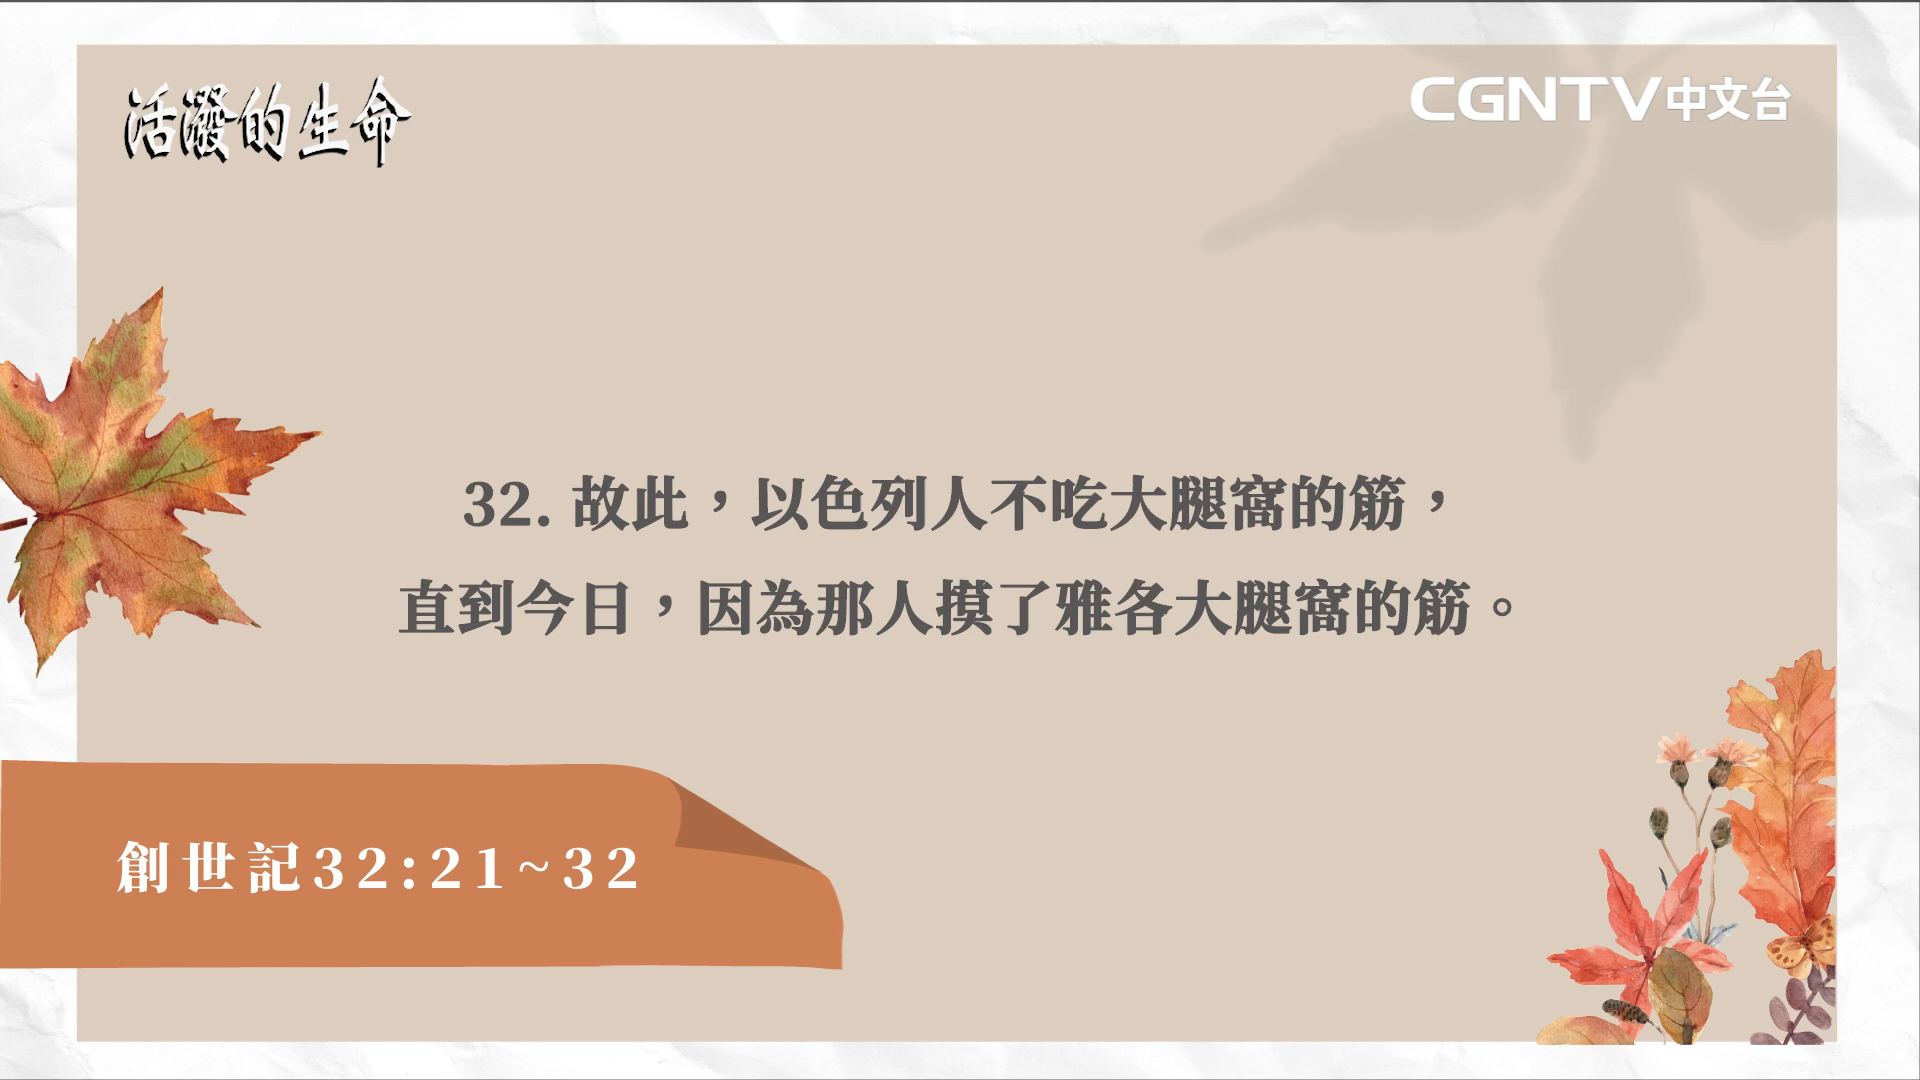 活潑的生命
CGNTV中文台
32. 故此，以色列人不吃大腿窩的筋，
直到今日，因為那人摸了雅各大腿窩的筋。
創世記32:21~32